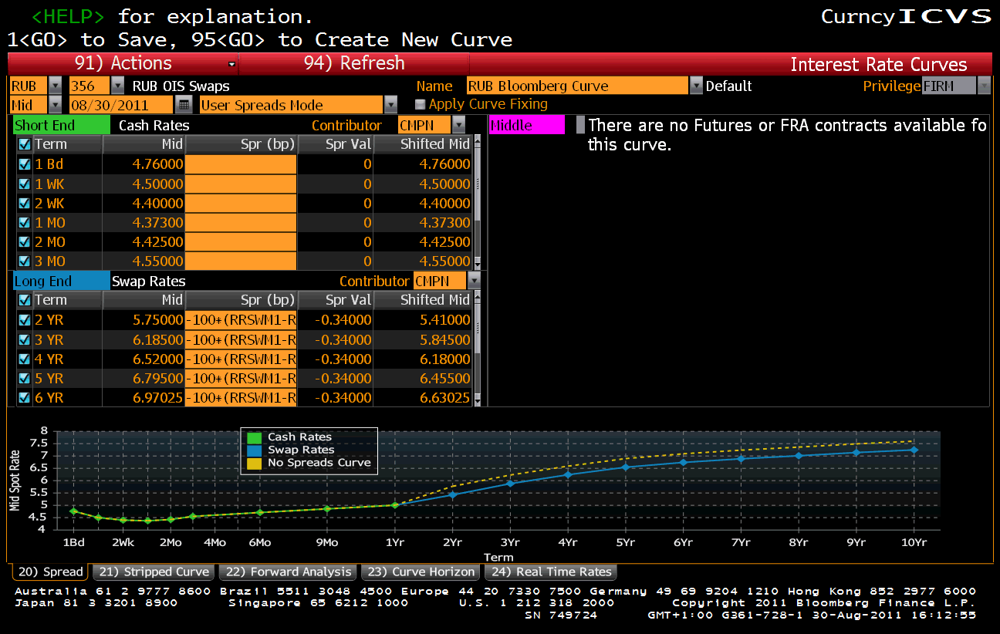 <HELP> for explanation. Curncy ICVS
1<GO> to Save, 95<GO> to Create New Curve
91) Actions 94) Refresh Interest Rate Curves
RUB 356 RUB OIS Swaps Name RUB Bloomberg Curve Default Privilege FIRM
Mid 08/30/2011 User Spreads Mode Apply Curve Fixing
Short End Cash Rates Contributor CMPN
Term Mid Spr (bp) Spr Val Shifted Mid
1 Bd 4.76000 0 4.76000
1 WK 4.50000 0 4.50000
2 WK 4.40000 0 4.40000
1 MO 4.37300 0 4.37300
2 MO 4.42500 0 4.42500
3 MO 4.55000 0 4.55000
Middle There are no Futures or FRA contracts available fo
this curve.
Long End Swap Rates Contributor CMPN
Term Mid Spr (bp) Spr Val Shifted Mid
2 YR 5.75000 -100*(RRSWM1-R -0.34000 5.41000
3 YR 6.18500 -100*(RRSWM1-R -0.34000 5.84500
4 YR 6.52000 -100*(RRSWM1-R -0.34000 6.18000
5 YR 6.79500 -100*(RRSWM1-R -0.34000 6.45500
6 YR 6.97025 -100*(RRSWM1-R -0.34000 6.63025
Mid Spot Rate
8
7.5
7
6.5
6
5.5
5
4.5
4
Cash Rates
Swap Rates
No Spreads Curve
1Bd 2Wk 2Mo 4Mo 6Mo 9Mo 1Yr 2Yr 3Yr 4Yr 5Yr 6Yr 7Yr 8Yr 9Yr 10Yr
Term
20) Spread 21) Stripped Curve 22) Forward Analysis 23) Curve Horizon 24) Real Time Rates
Australia 61 2 9777 8600 Brazil 5511 3048 4500 Europe 44 20 7330 7500 Germany 49 69 9204 1210 Hong Kong 852 2977 6000
Japan 81 3 3201 8900 Singapore 65 6212 1000 U.S. 1 212 318 2000 Copyright 2011 Bloomberg Finance L.P.
SN 749724 GMT+1:00 G361-728-1 30-Aug-2011 16:12:55